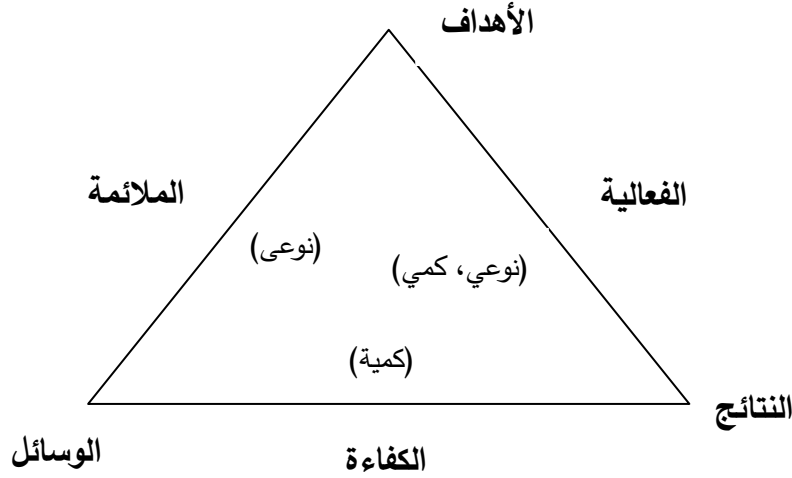 الأهداف
الفعالية
الملائمة
(نوعى)
(نوعي، كمي)
(كمية)
النتائج
الوسائل
الكفاءة